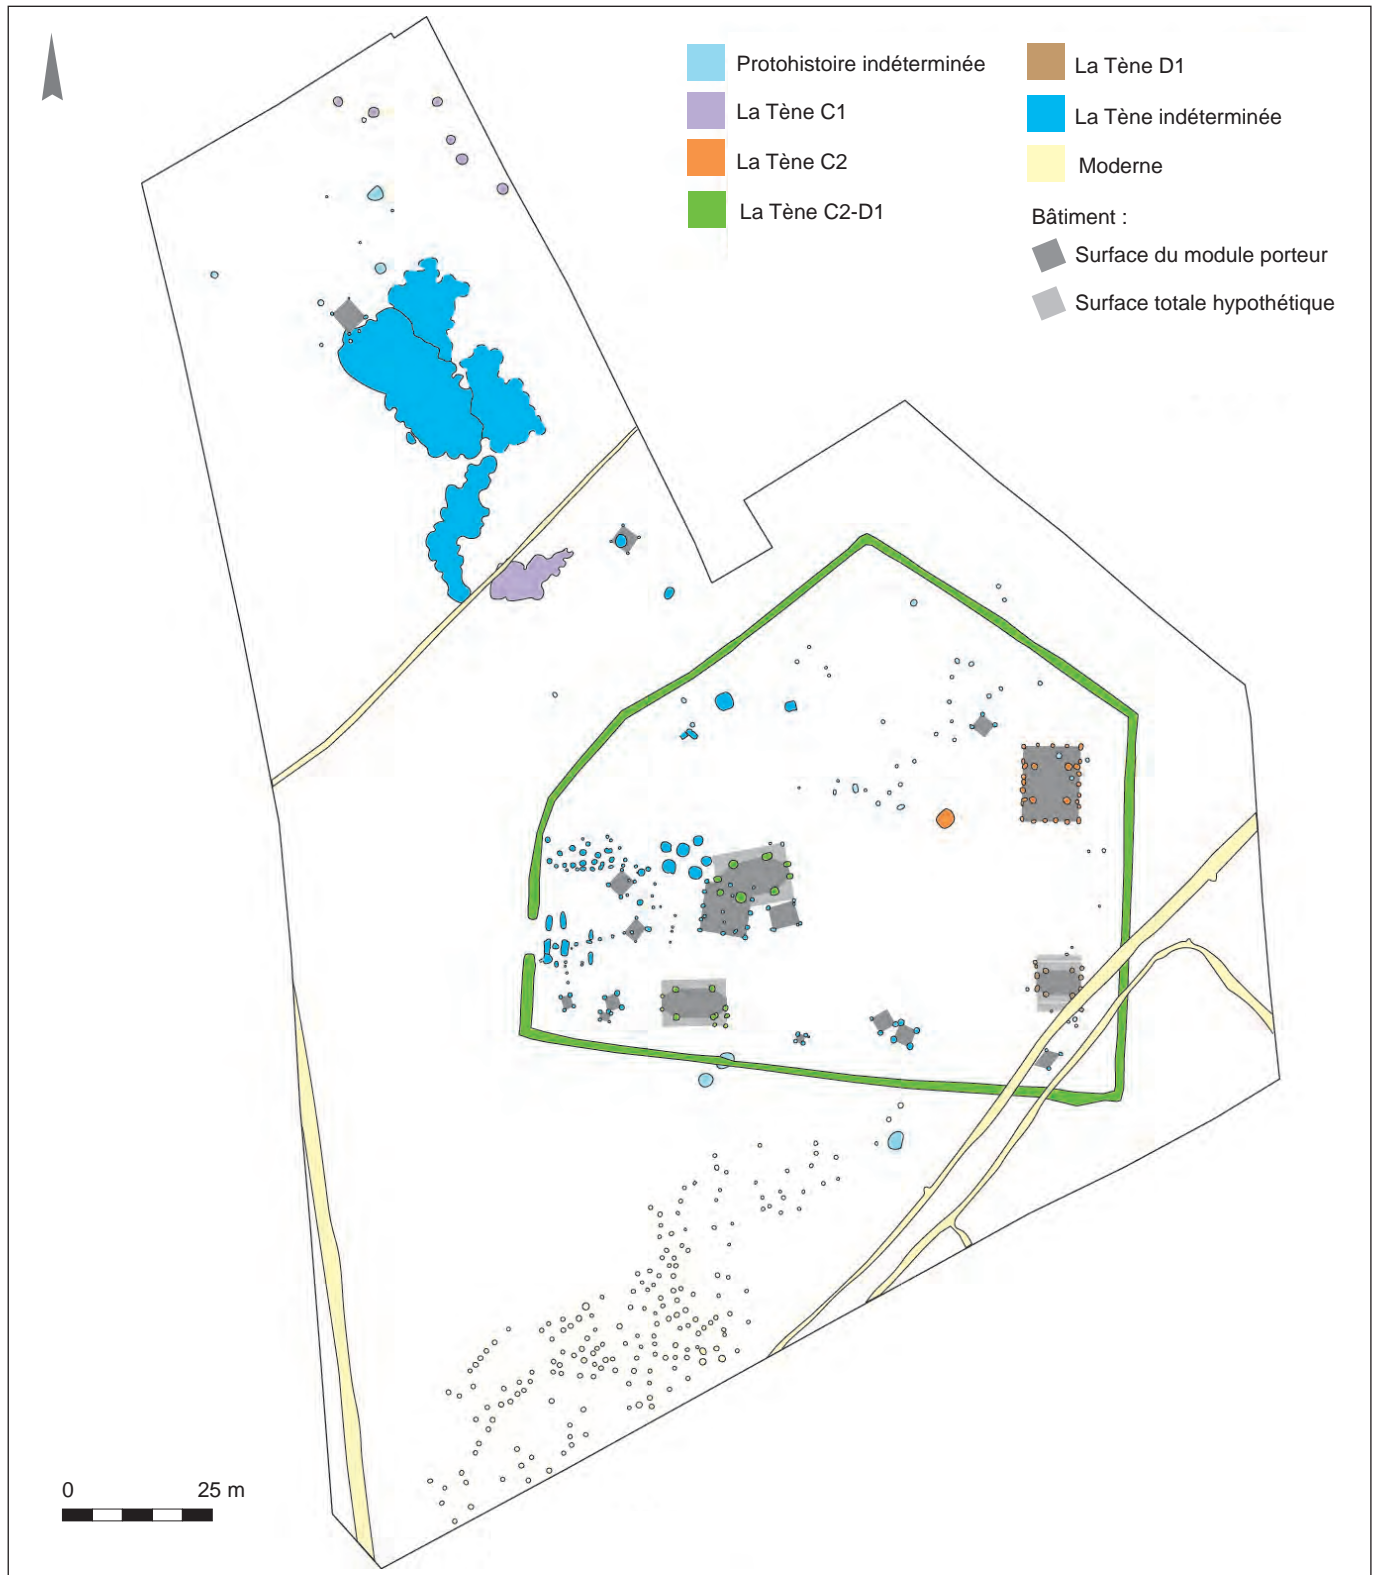 Protohistoire indéterminée
La Tène C1
La Tène C2
La Tène C2-D1
La Tène D1
La Tène indéterminée
Moderne
Bâtiment :
Surface du module porteur
Surface totale hypothétique
0 25 m